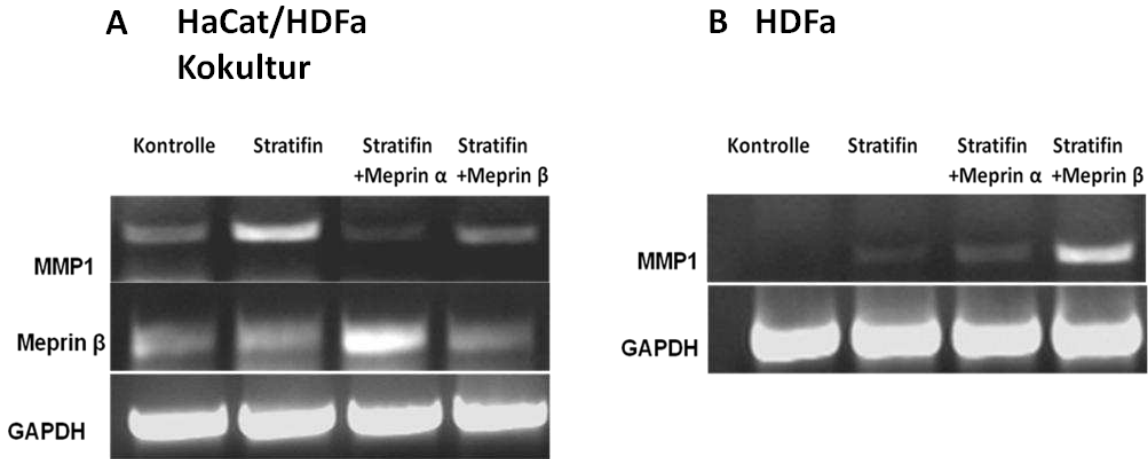 A HaCat/HDFa
Kokultur
Kontrolle Stratifin Stratifin Stratifin
+Meprin α +Meprin β
MMP1
Meprin β
GAPDH
B HDFa
Kontrolle Stratifin Stratifin Stratifin
+Meprin α +Meprin β
MMP1
GAPDH